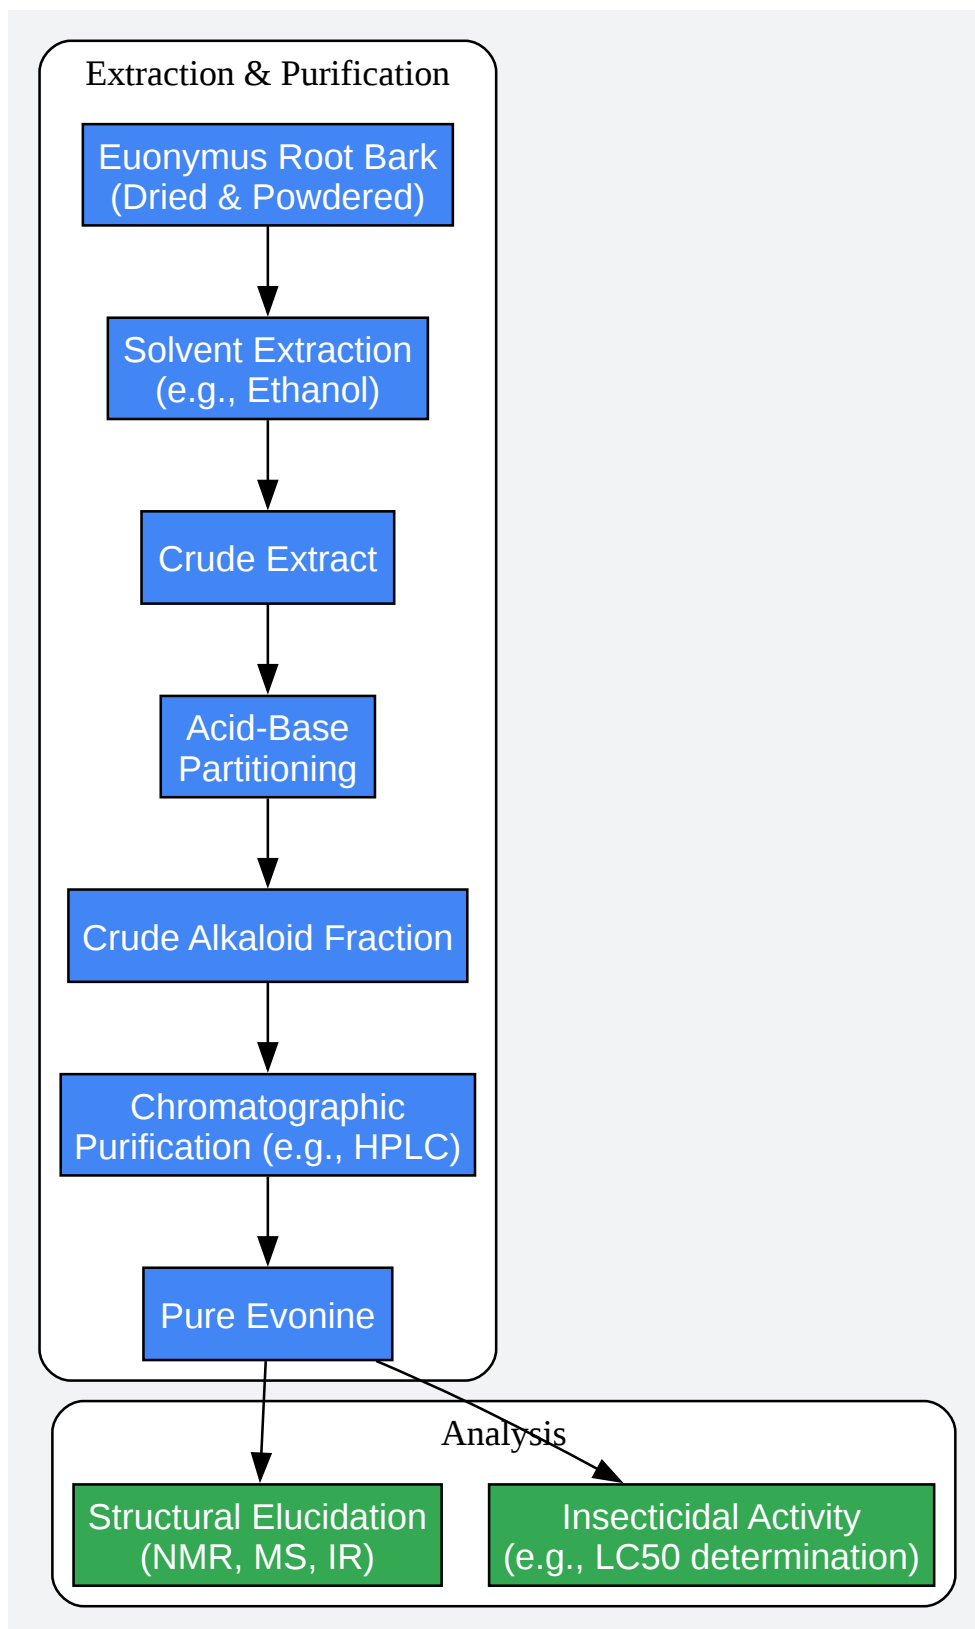 Extraction & Purification
Euonymus Root Bark
(Dried & Powdered)
Solvent Extraction
(e.g., Ethanol)
Crude Extract
Acid-Base
Partitioning
Crude Alkaloid Fraction
Chromatographic
Purification (e.g., HPLC)
Pure Evonine
Analysis
Structural Elucidation
(NMR, MS, IR)
Insecticidal Activity
(e.g., LC50 determination)